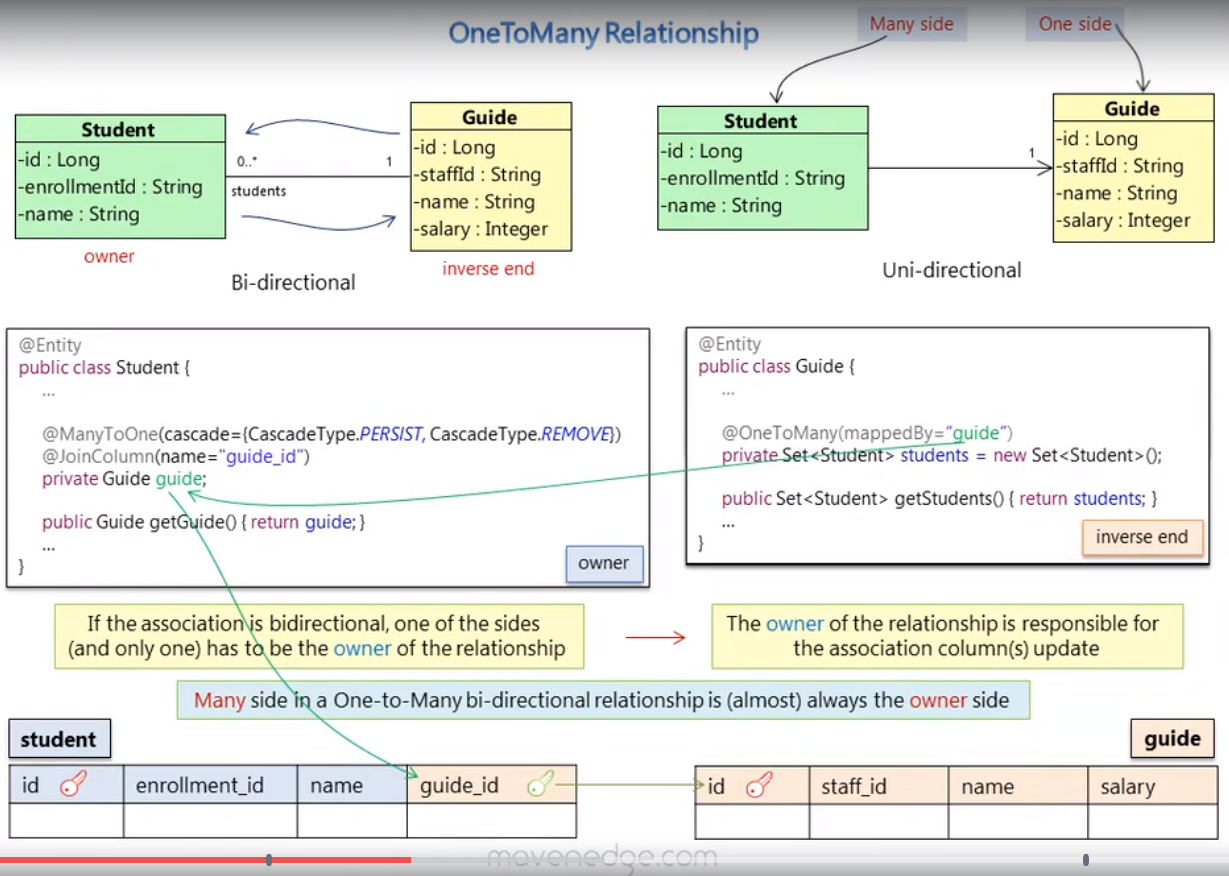 OneToMany Relationship
Many side
One side
Student
-id : Long
-enrollmentId : String
-name : String
owner
0..*
1
students
Guide
-id : Long
-staffId : String
-name : String
-salary : Integer
inverse end
Bi-directional
Student
-id : Long
-enrollmentId : String
-name : String
1
Guide
-id : Long
-staffId : String
-name : String
-salary : Integer
Uni-directional
@Entity
public class Student {
...
@ManyToOne(cascade={CascadeType.PERSIST, CascadeType.REMOVE})
@JoinColumn(name="guide_id")
private Guide guide;
public Guide getGuide() { return guide; }
...
}
owner
@Entity
public class Guide {
...
@OneToMany(mappedBy="guide")
private Set<Student> students = new Set<Student>();
public Set<Student> getStudents() { return students; }
...
}
inverse end
If the association is bidirectional, one of the sides
(and only one) has to be the owner of the relationship
The owner of the relationship is responsible for
the association column(s) update
Many side in a One-to-Many bi-directional relationship is (almost) always the owner side
student
id enrollment_id name guide_id
guide
id staff_id name salary
mavenedge.com